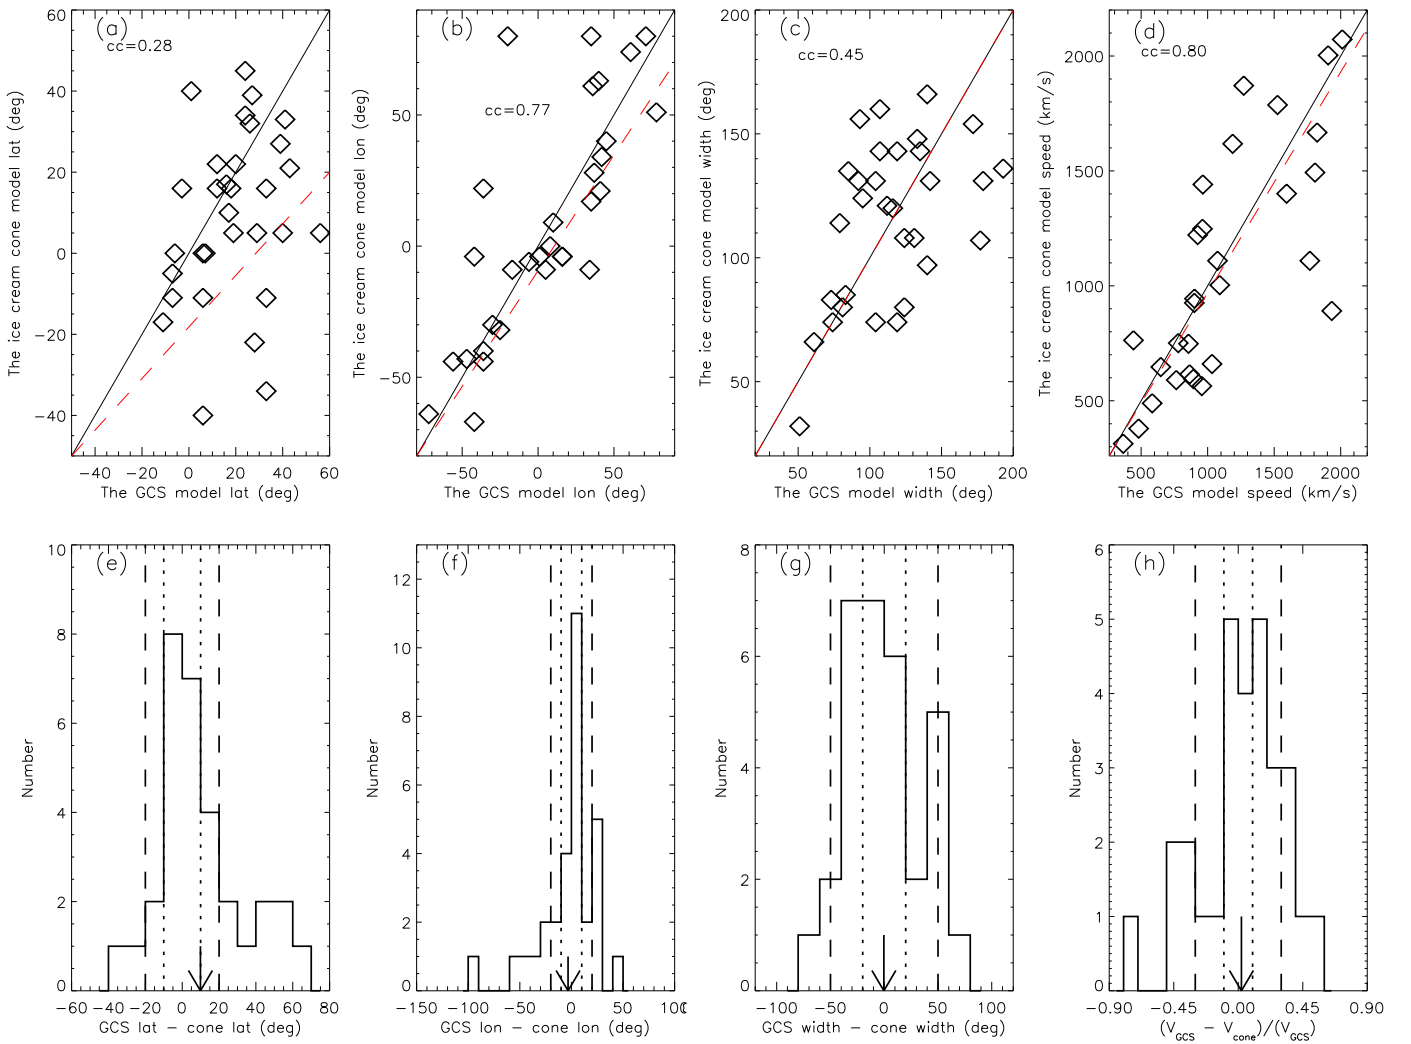 (a)
cc=0.28
The ice cream cone model lat (deg)
60
40
20
0
−20
−40
−40 −20 0 20 40 60
The GCS model lat (deg)
(b)
cc=0.77
The ice cream cone model lon (deg)
50
0
−50
−50 0 50
The GCS model lon (deg)
(c)
cc=0.45
The ice cream cone model width (deg)
200
150
100
50
50 100 150 200
The GCS model width (deg)
(d)
cc=0.80
The ice cream cone model speed (km/s)
2000
1500
1000
500
500 1000 1500 2000
The GCS model speed (km/s)
(e)
Number
10
8
6
4
2
0
−60 −40 −20 0 20 40 60 80
GCS lat − cone lat (deg)
(f)
Number
12
10
8
6
4
2
0
−150 −100 −50 0 50 100
GCS lon − cone lon (deg)
(g)
Number
8
6
4
2
0
−100 −50 0 50 100
GCS width − cone width (deg)
(h)
Number
6
5
4
3
2
1
0
−0.90 −0.45 0.00 0.45 0.90
(V_GCS − V_cone)/(V_GCS)